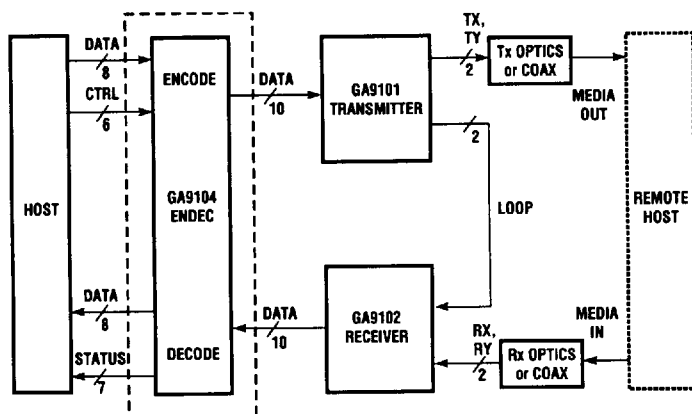 DATA
8
CTRL
6
HOST
DATA
8
STATUS
7
ENCODE
GA9104
ENDEC
DECODE
DATA
10
GA9101
TRANSMITTER
TX,
TY
2
Tx OPTICS
or COAX
MEDIA
OUT
2
LOOP
REMOTE
HOST
DATA
10
GA9102
RECEIVER
RX,
RY
2
Rx OPTICS
or COAX
MEDIA
IN